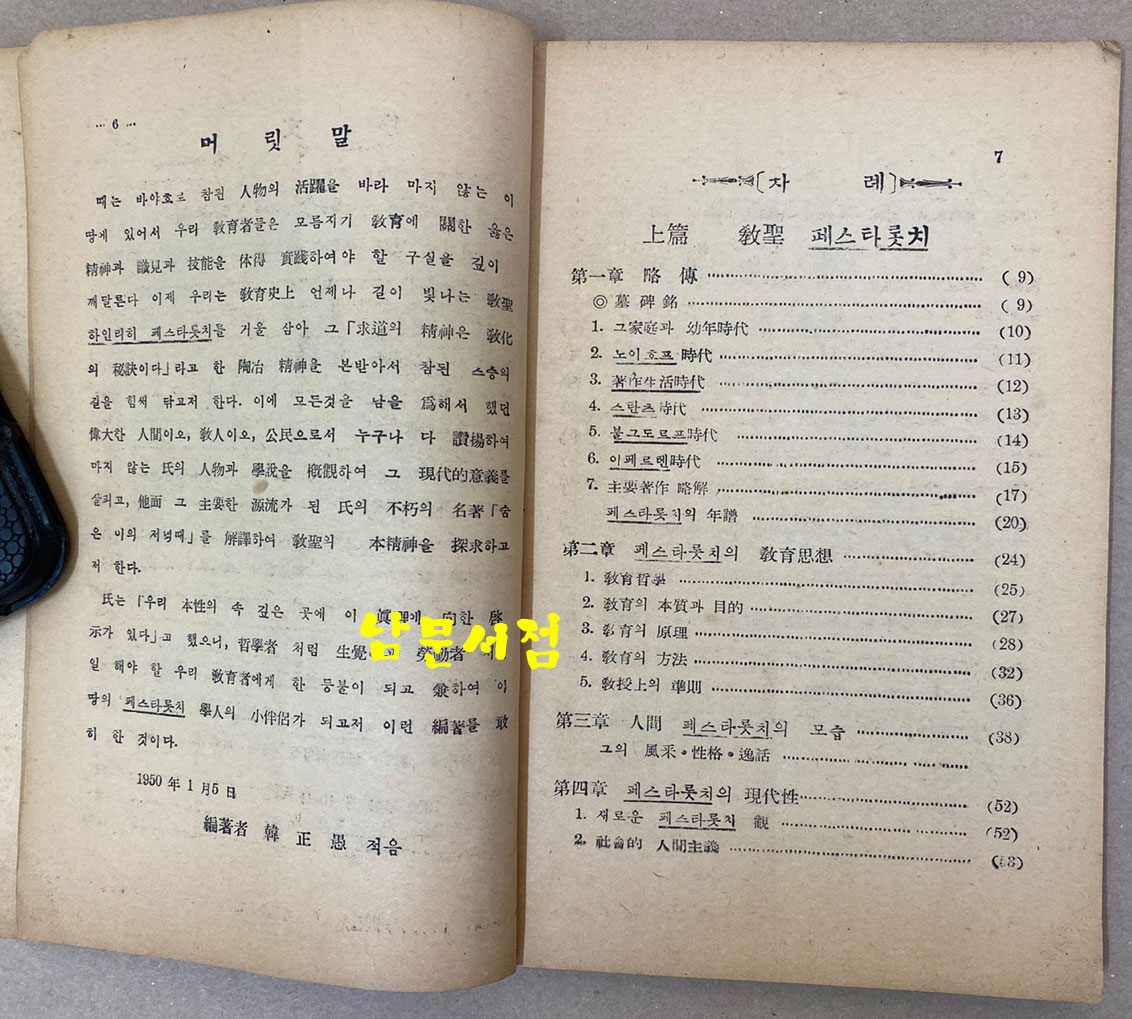 ... 6 ...
머 릿 말
때는 바야흐로 참된 人物의 活躍을 바라 마지 않는 이
땅에 있어서 우리 敎育者들은 모름지기 敎育에 關한 옳은
精神과 識見과 技能을 体得 實踐하여야 할 구실을 깊이
깨달른다 이제 우리는 敎育史上 언제나 길이 빛나는 敎聖
하인리히 페스타롯치를 거울 삼아 그 「求道의 精神은 敎化
의 秘訣이다」라고 한 陶冶 精神을 본받아서 참된 스승의
길을 힘써 닦고저 한다. 이에 모든것을 남을 爲해서 했던
偉大한 人間이오, 敎人이오, 公民으로서 누구나 다 讚揚하여
마지 않는 氏의 人物과 學說을 槪觀하여 그 現代的意義를
살피고, 他面 그 主要한 源流가 된 氏의 不朽의 名著 「숨
은 이의 저녁때」를 解譯하여 敎聖의 本精神을 探求하고
저 한다.
氏는 「우리 本性의 속 깊은 곳에 이 眞理에 向한 啓
示가 있다」고 했으니, 哲學者 처럼 生覺하고 勞動者
일 해야 할 우리 敎育者에게 한 등불이 되고 兼하여 이
땅의 페스타롯치 學人의 小伴侶가 되고저 이런 編著를 敢
히 한 것이다.
1950 年 1 月 5 日
編著者 韓 正 愚 적음
남문서점
7
〔 차 례 〕
上篇 敎聖 페스타롯치
第一章 略 傳 ( 9)
◎ 墓 碑 銘 ( 9)
1. 그家庭과 幼年時代 (10)
2. 노이호프 時代 (11)
3. 著作生活時代 (12)
4. 스탄츠 時代 (13)
5. 불그도르프時代 (14)
6. 이페르텐時代 (15)
7. 主要著作 略解 (17)
페스타롯치의 年譜 (20)
第二章 페스타롯치의 敎育思想 (24)
1. 敎育哲學 (25)
2. 敎育의 本質과 目的 (27)
3. 敎育의 原理 (28)
4. 敎育의 方法 (32)
5. 敎授上의 準則 (36)
第三章 人間 페스타롯치의 모습 (38)
그의 風釆・性格・逸話
第四章 페스타롯치의 現代性 (52)
1. 새로운 페스타롯치 觀 (52)
2. 社會的 人間主義 (53)